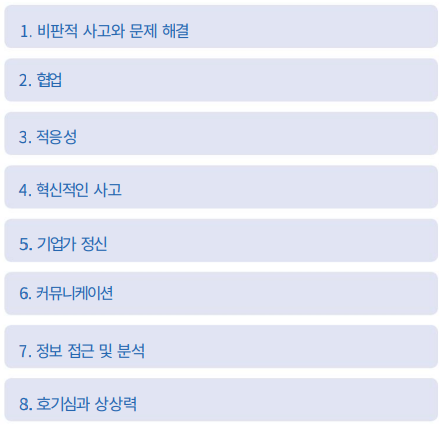 1. 비판적 사고와 문제 해결
2. 협업
3. 적응성
4. 혁신적인 사고
5. 기업가 정신
6. 커뮤니케이션
7. 정보 접근 및 분석
8. 호기심과 상상력